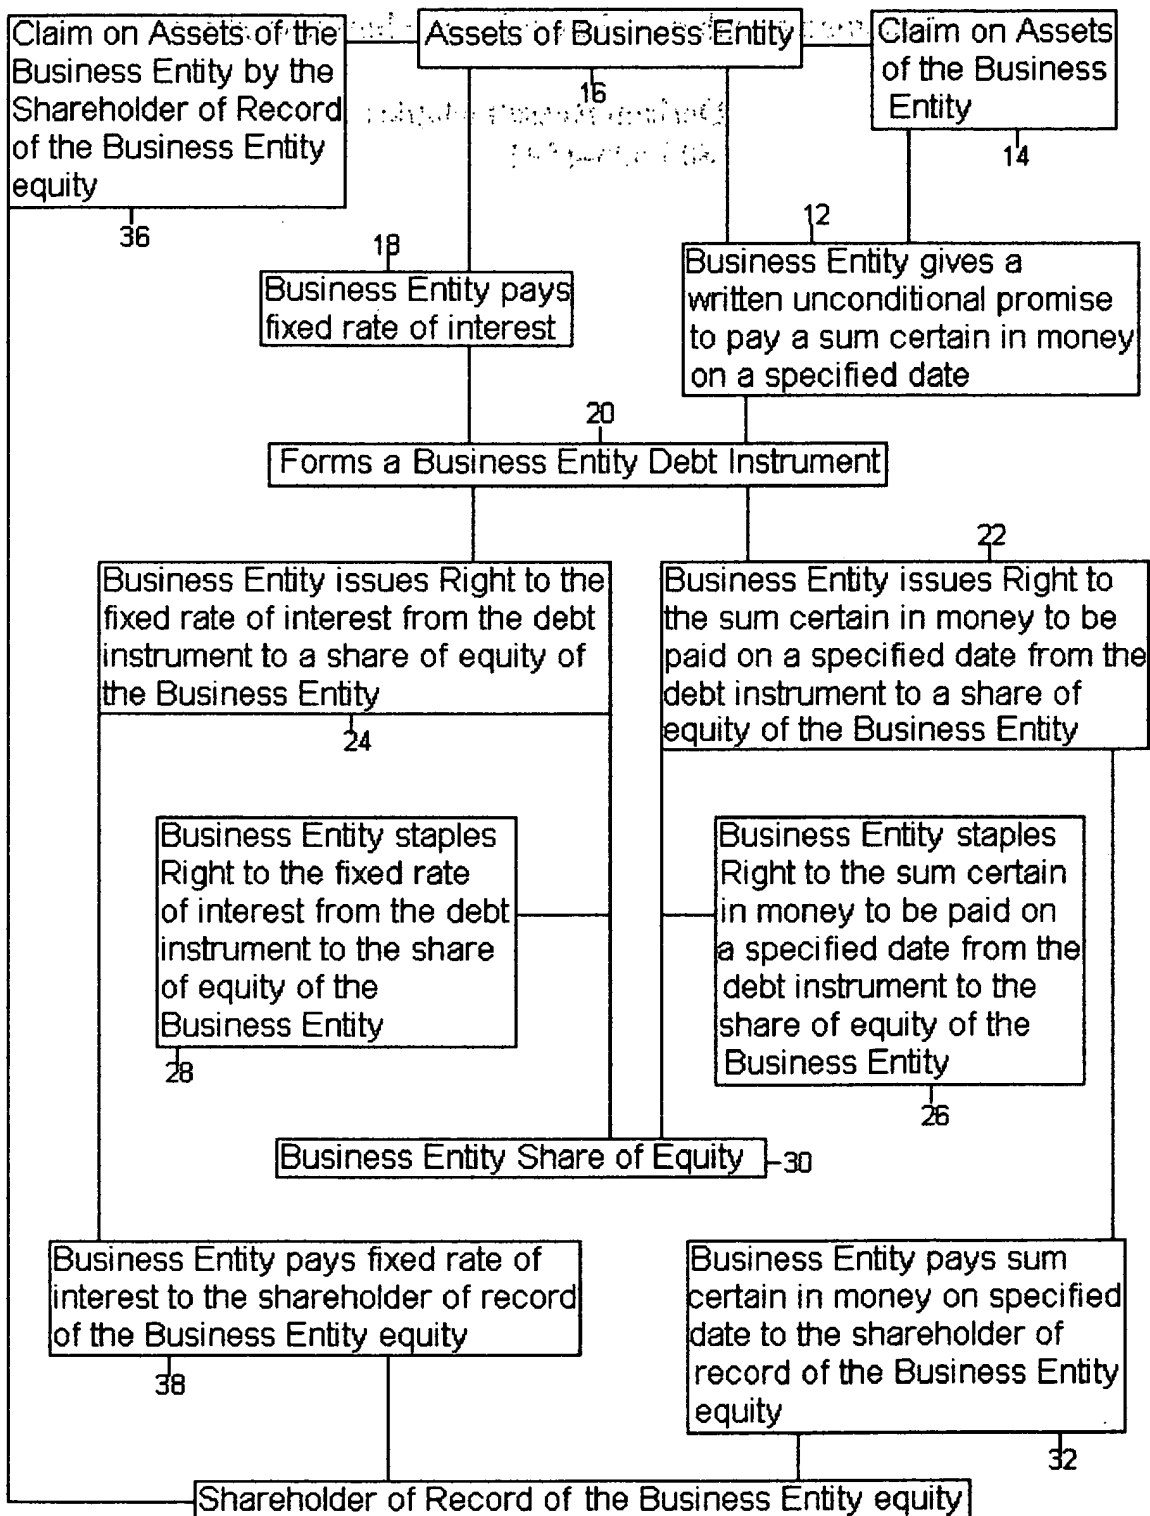 Claim on Assets of the
Business Entity by the
Shareholder of Record
of the Business Entity
equity
36
Assets of Business Entity
16
Claim on Assets
of the Business
Entity
14
18
Business Entity pays
fixed rate of interest
12
Business Entity gives a
written unconditional promise
to pay a sum certain in money
on a specified date
20
Forms a Business Entity Debt Instrument
Business Entity issues Right to the
fixed rate of interest from the debt
instrument to a share of equity of
the Business Entity
24
22
Business Entity issues Right to
the sum certain in money to be
paid on a specified date from the
debt instrument to a share of
equity of the Business Entity
Business Entity staples
Right to the fixed rate
of interest from the debt
instrument to the share
of equity of the
Business Entity
28
Business Entity staples
Right to the sum certain
in money to be paid on
a specified date from the
debt instrument to the
share of equity of the
Business Entity
26
Business Entity Share of Equity
30
Business Entity pays fixed rate of
interest to the shareholder of record
of the Business Entity equity
38
Business Entity pays sum
certain in money on specified
date to the shareholder of
record of the Business Entity
equity
32
Shareholder of Record of the Business Entity equity